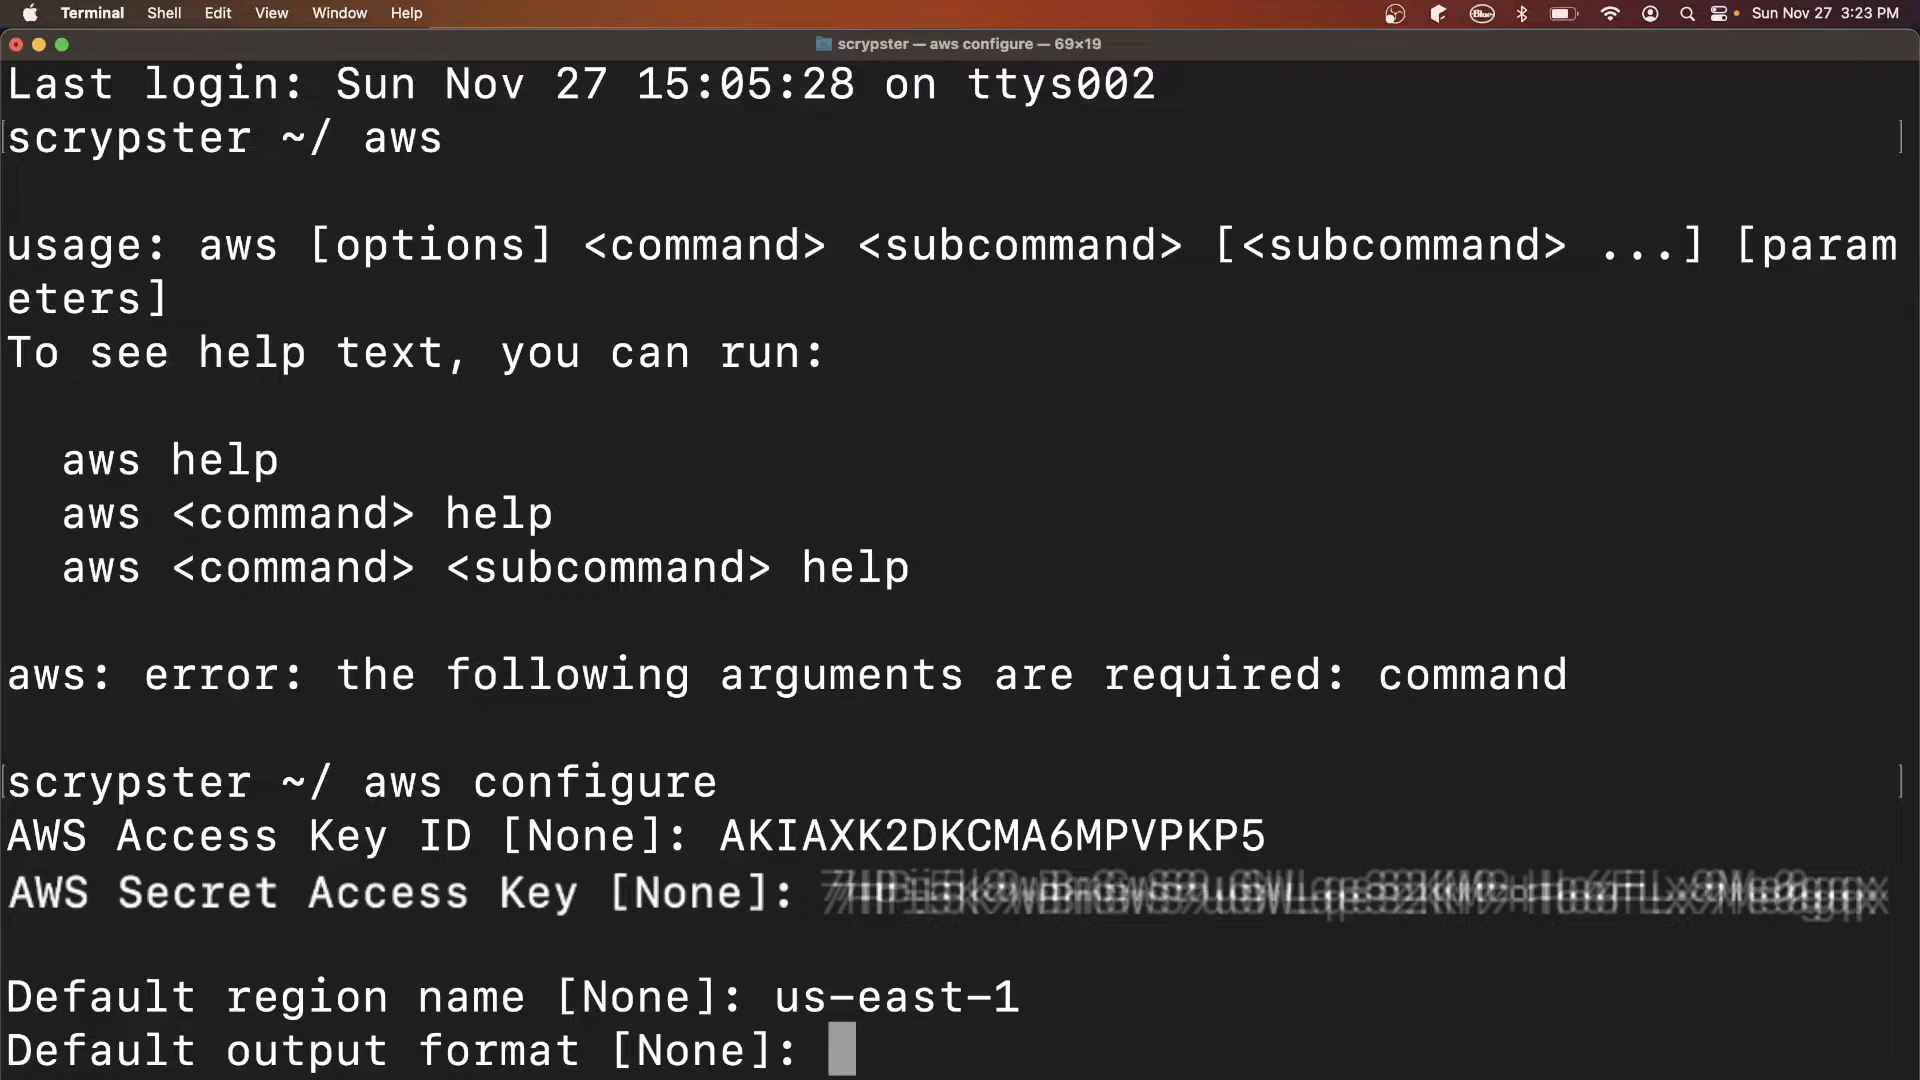 Terminal Shell Edit View Window Help Sun Nov 27 3:23 PM
scrypster — aws configure — 69×19
Last login: Sun Nov 27 15:05:28 on ttys002
scrypster ~/ aws
usage: aws [options] <command> <subcommand> [<subcommand> ...] [param
eters]
To see help text, you can run:
aws help
aws <command> help
aws <command> <subcommand> help
aws: error: the following arguments are required: command
scrypster ~/ aws configure
AWS Access Key ID [None]: AKIAXK2DKCMA6MPVPKP5
AWS Secret Access Key [None]:
Default region name [None]: us-east-1
Default output format [None]: